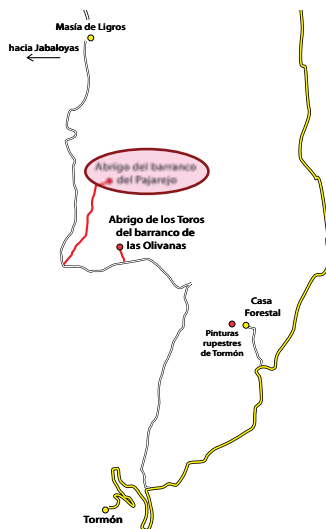 Masía de Ligros
hacia Jabaloyas
Abrigo del barranco
del Pajarejo
Abrigo de los Toros
del barranco de
las Olivanas
Casa
Forestal
Pinturas
rupestres
de Tormón
Tormón